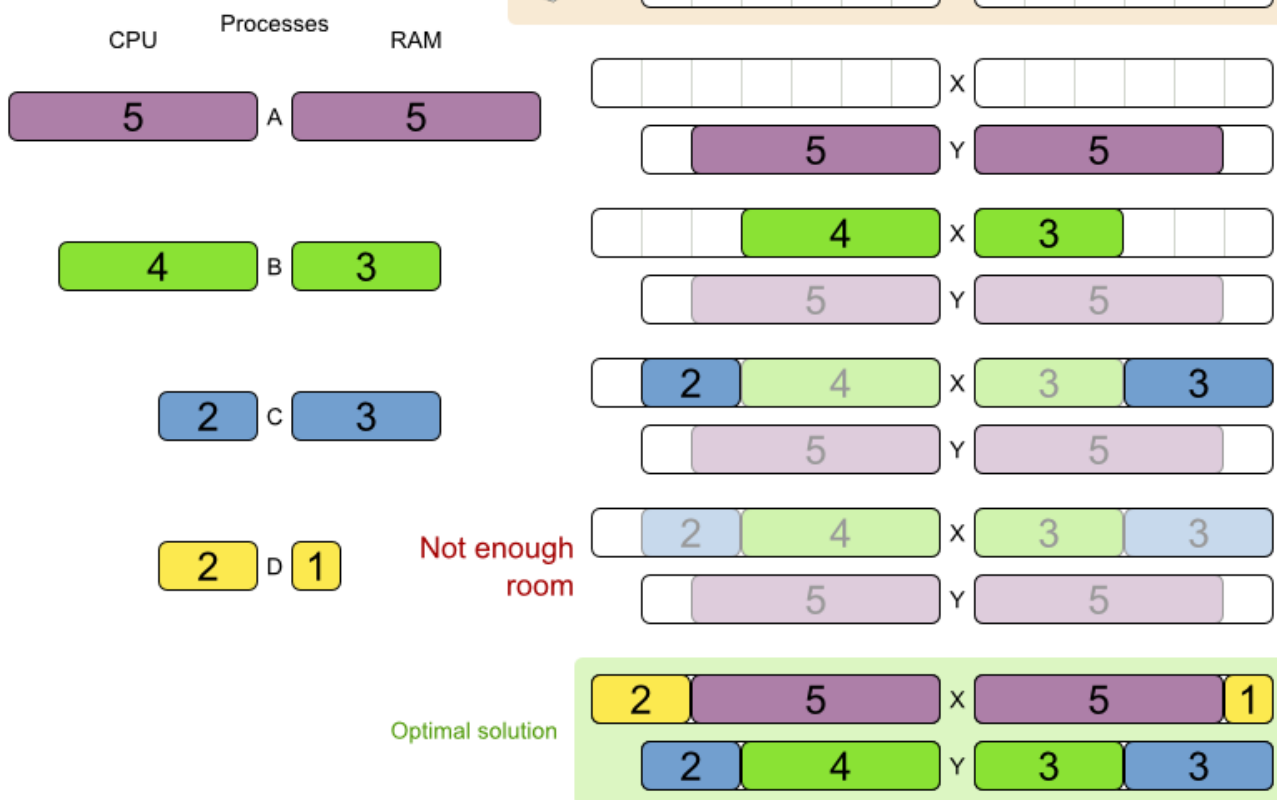 Processes
CPU RAM
X
5 A 5
5 Y 5
4 X 3
4 B 3
5 Y 5
2 4 X 3 3
2 C 3
5 Y 5
Not enough
room
2 4 X 3 3
2 D 1
5 Y 5
Optimal solution
2 5 X 5 1
2 4 Y 3 3